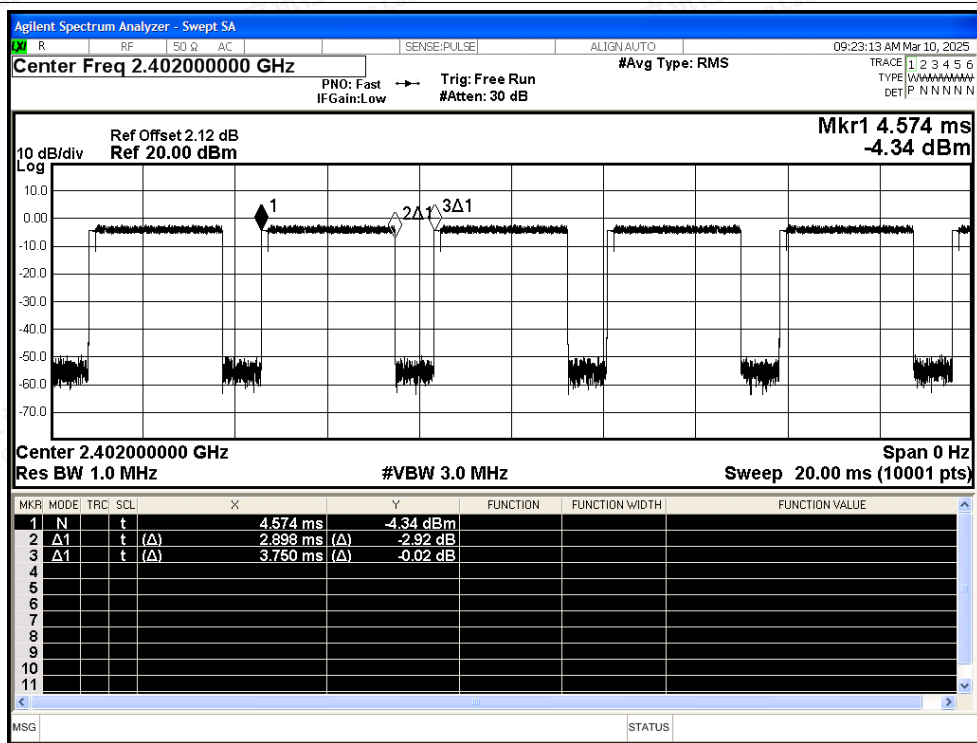 Agilent Spectrum Analyzer - Swept SA
LXI R RF 50 Ω AC SENSE:PULSE ALIGN AUTO 09:23:13 AM Mar 10, 2025
Center Freq 2.402000000 GHz #Avg Type: RMS TRACE 1 2 3 4 5 6
PNO: Fast Trig: Free Run TYPE WWWWWW
IFGain:Low #Atten: 30 dB DET P N N N N N
Mkr1 4.574 ms
-4.34 dBm
Ref Offset 2.12 dB
10 dB/div Ref 20.00 dBm
Log
10.0
0.00
-10.0
-20.0
-30.0
-40.0
-50.0
-60.0
-70.0
1 2Δ1 3Δ1
Center 2.402000000 GHz Span 0 Hz
Res BW 1.0 MHz #VBW 3.0 MHz Sweep 20.00 ms (10001 pts)
MKR MODE TRC SCL X Y FUNCTION FUNCTION WIDTH FUNCTION VALUE
1 N t 4.574 ms -4.34 dBm
2 Δ1 t (Δ) 2.898 ms (Δ) -2.92 dB
3 Δ1 t (Δ) 3.750 ms (Δ) -0.02 dB
4
5
6
7
8
9
10
11
MSG STATUS